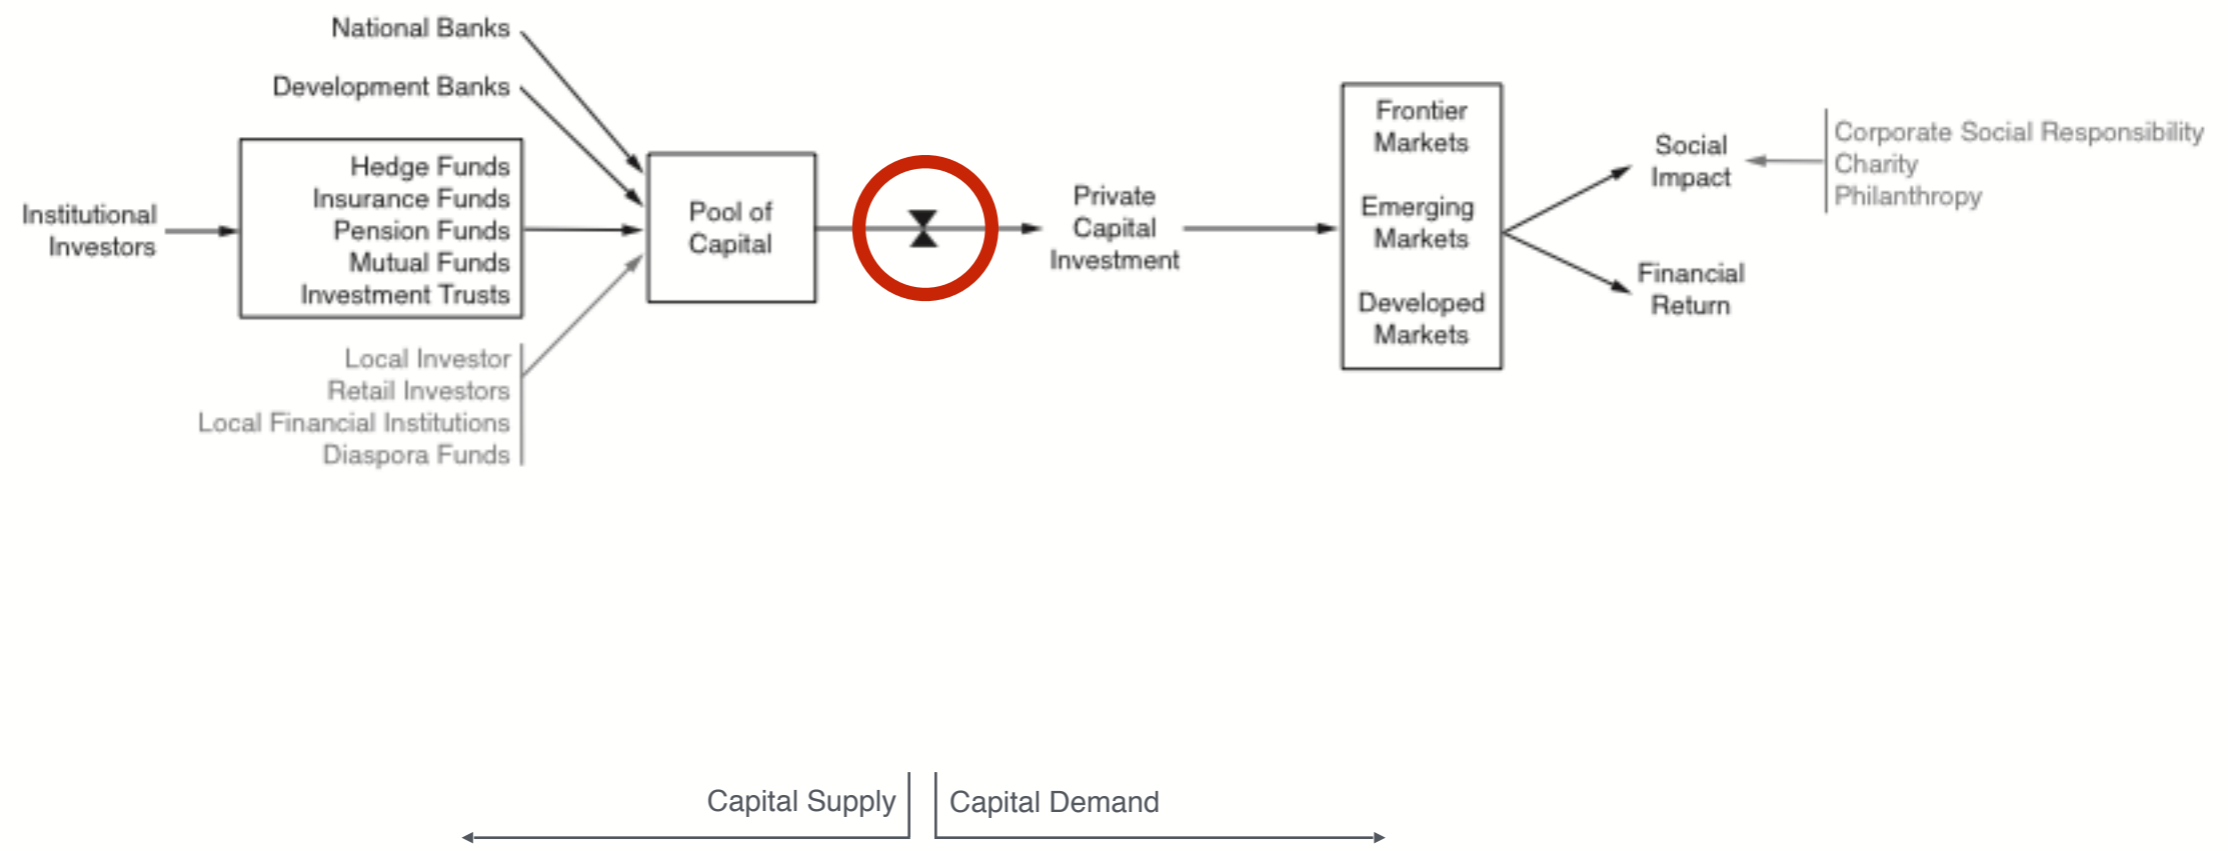 National Banks
Development Banks
Institutional
Investors
Hedge Funds
Insurance Funds
Pension Funds
Mutual Funds
Investment Trusts
Local Investor
Retail Investors
Local Financial Institutions
Diaspora Funds
Pool of
Capital
Private
Capital
Investment
Frontier
Markets
Emerging
Markets
Developed
Markets
Social
Impact
Financial
Return
Corporate Social Responsibility
Charity
Philanthropy
Capital Supply
Capital Demand